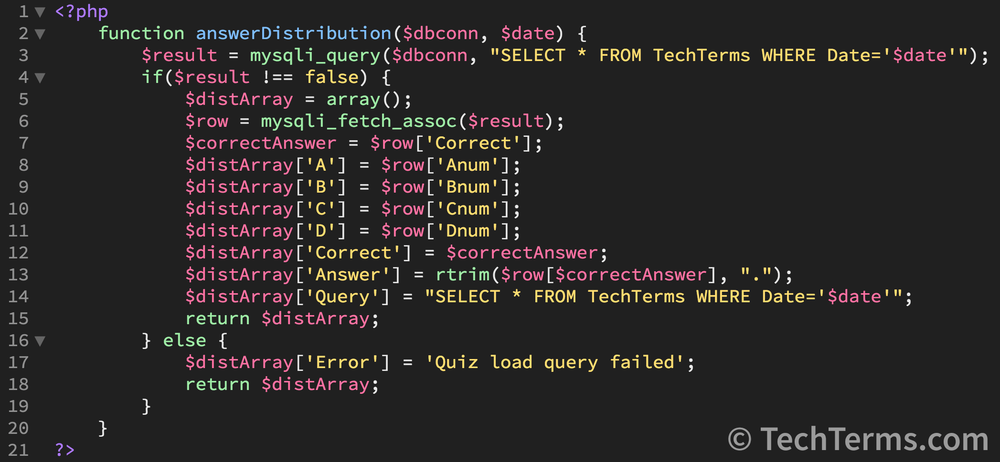 1 <?php
2 function answerDistribution($dbconn, $date) {
3 $result = mysqli_query($dbconn, "SELECT * FROM TechTerms WHERE Date='$date'");
4 if($result !== false) {
5 $distArray = array();
6 $row = mysqli_fetch_assoc($result);
7 $correctAnswer = $row['Correct'];
8 $distArray['A'] = $row['Anum'];
9 $distArray['B'] = $row['Bnum'];
10 $distArray['C'] = $row['Cnum'];
11 $distArray['D'] = $row['Dnum'];
12 $distArray['Correct'] = $correctAnswer;
13 $distArray['Answer'] = rtrim($row[$correctAnswer], ".");
14 $distArray['Query'] = "SELECT * FROM TechTerms WHERE Date='$date'";
15 return $distArray;
16 } else {
17 $distArray['Error'] = 'Quiz load query failed';
18 return $distArray;
19 }
20 }
21 ?>
© TechTerms.com